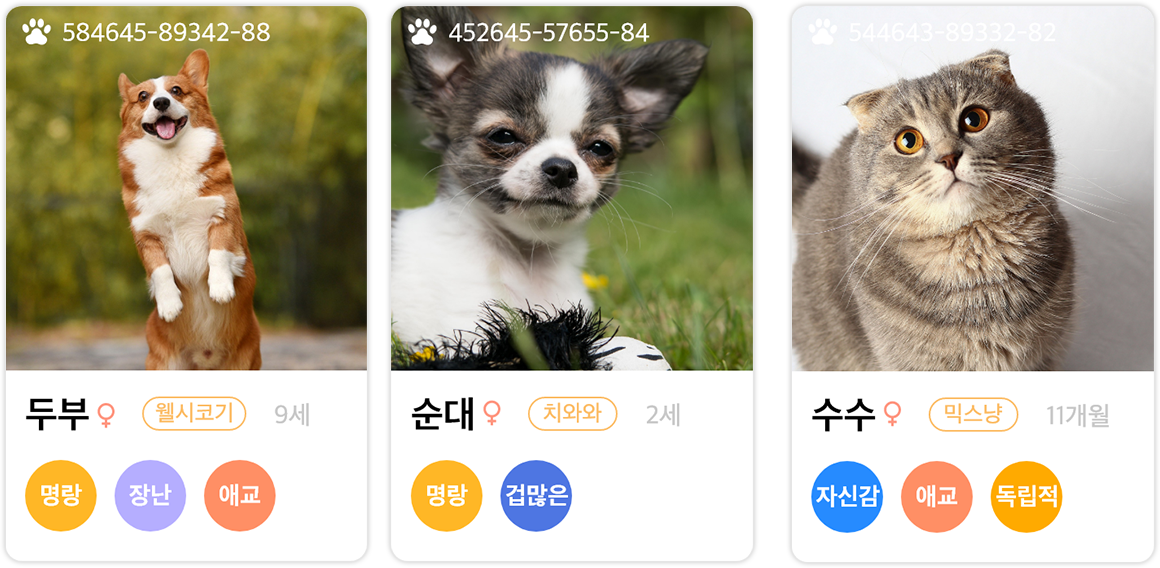 584645-89342-88
두부 ♀ 웰시코기 9세
명랑 장난 애교
452645-57655-84
순대 ♀ 치와와 2세
명랑 겁많은
544643-89332-82
수수 ♀ 믹스냥 11개월
자신감 애교 독립적